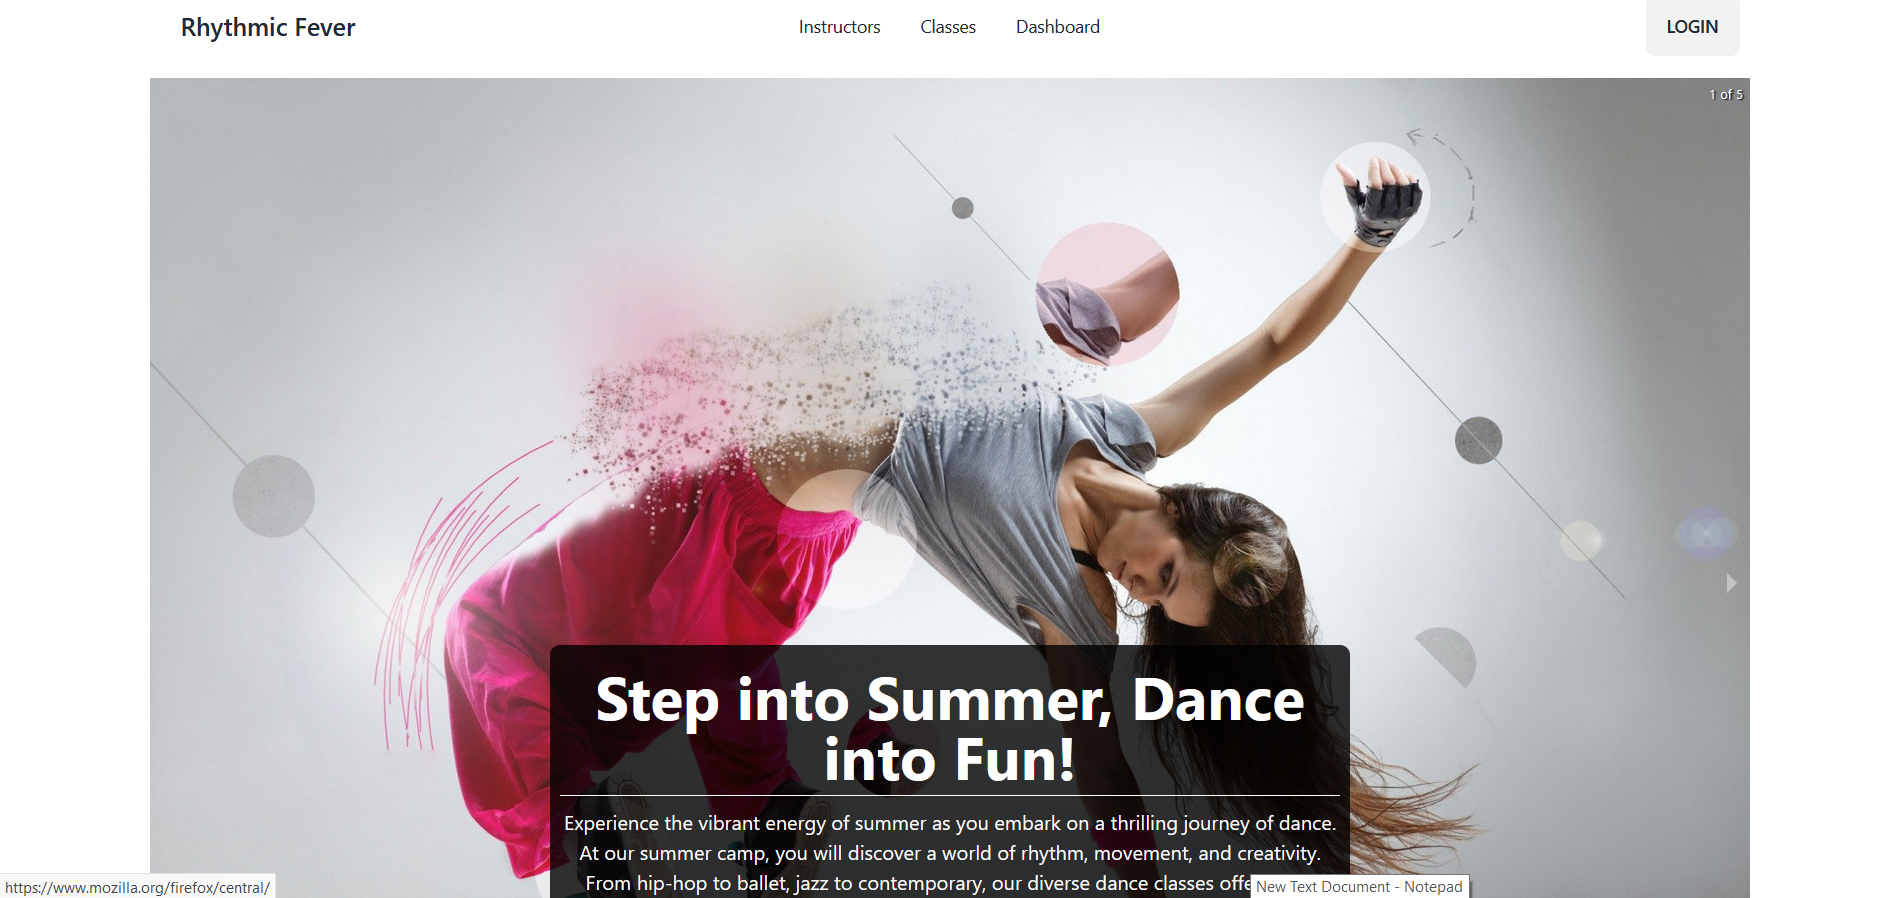 Rhythmic Fever
Instructors
Classes
Dashboard
LOGIN
1 of 5
Step into Summer, Dance
into Fun!
Experience the vibrant energy of summer as you embark on a thrilling journey of dance.
At our summer camp, you will discover a world of rhythm, movement, and creativity.
From hip-hop to ballet, jazz to contemporary, our diverse dance classes
https://www.mozilla.org/firefox/central/
New Text Document - Notepad